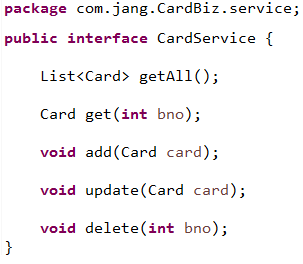 package com.jang.CardBiz.service;
public interface CardService {
List<Card> getAll();
Card get(int bno);
void add(Card card);
void update(Card card);
void delete(int bno);
}